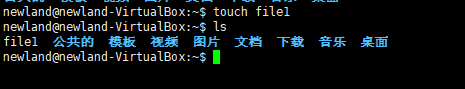 newland@newland-VirtualBox:~$ touch file1
newland@newland-VirtualBox:~$ ls
file1 公共的 模板 视频 图片 文档 下载 音乐 桌面
newland@newland-VirtualBox:~$